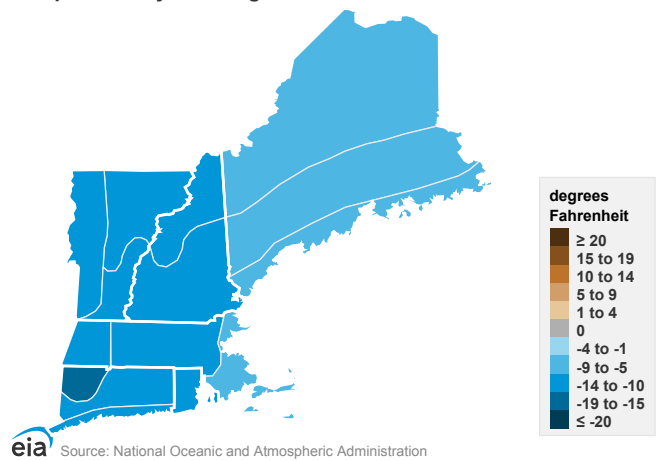 degrees
Fahrenheit
≥ 20
15 to 19
10 to 14
5 to 9
1 to 4
0
-4 to -1
-9 to -5
-14 to -10
-19 to -15
≤ -20
eia Source: National Oceanic and Atmospheric Administration